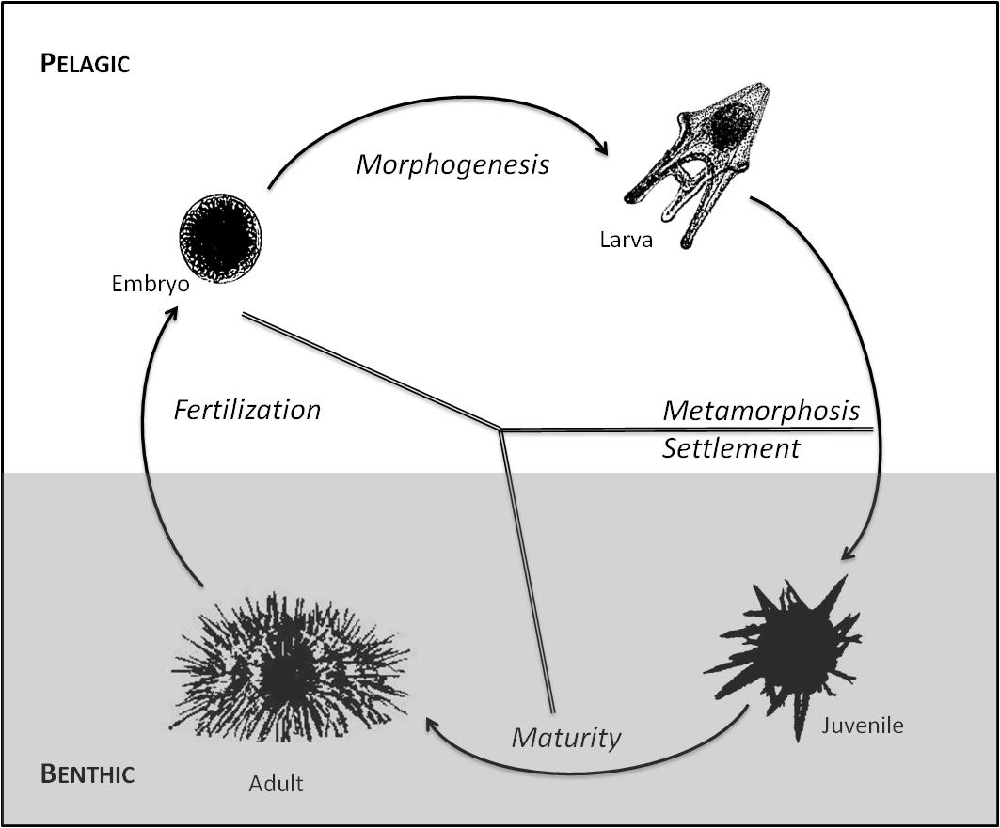 PELAGIC
Morphogenesis
Larva
Embryo
Fertilization
Metamorphosis
Settlement
Juvenile
Maturity
BENTHIC
Adult